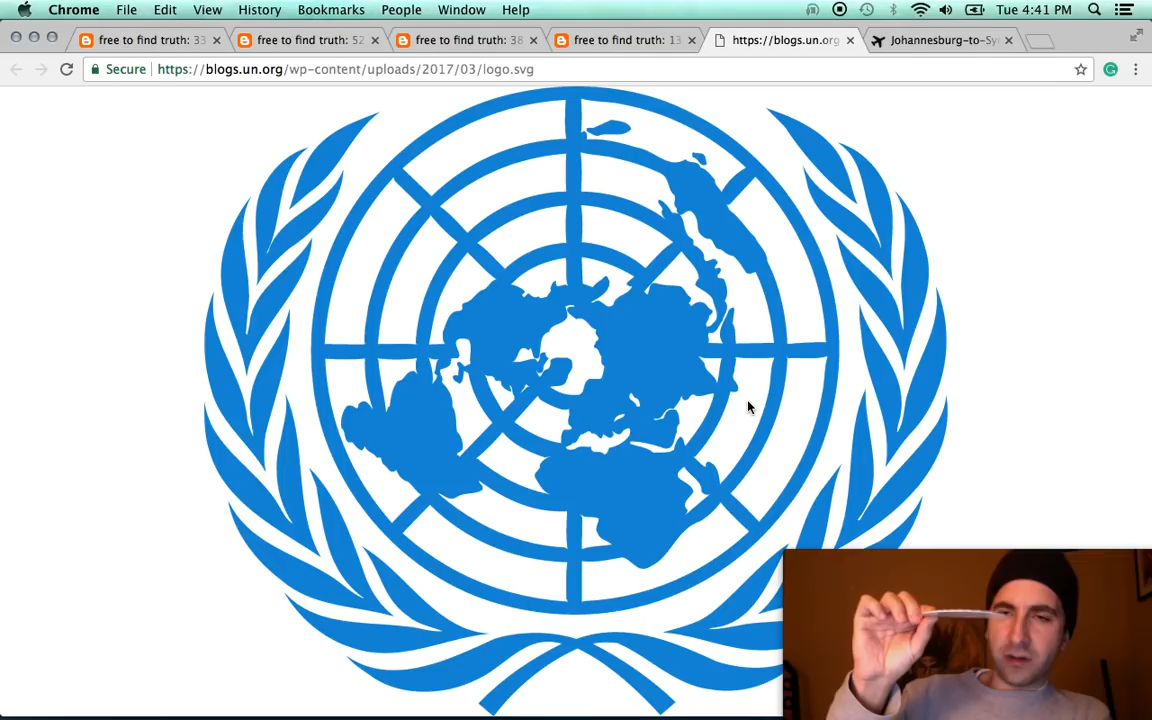 Chrome File Edit View History Bookmarks People Window Help Tue 4:41 PM
free to find truth: 33 free to find truth: 52 free to find truth: 38 free to find truth: 13 https://blogs.un.org Johannesburg-to-Sy
Secure https://blogs.un.org/wp-content/uploads/2017/03/logo.svg